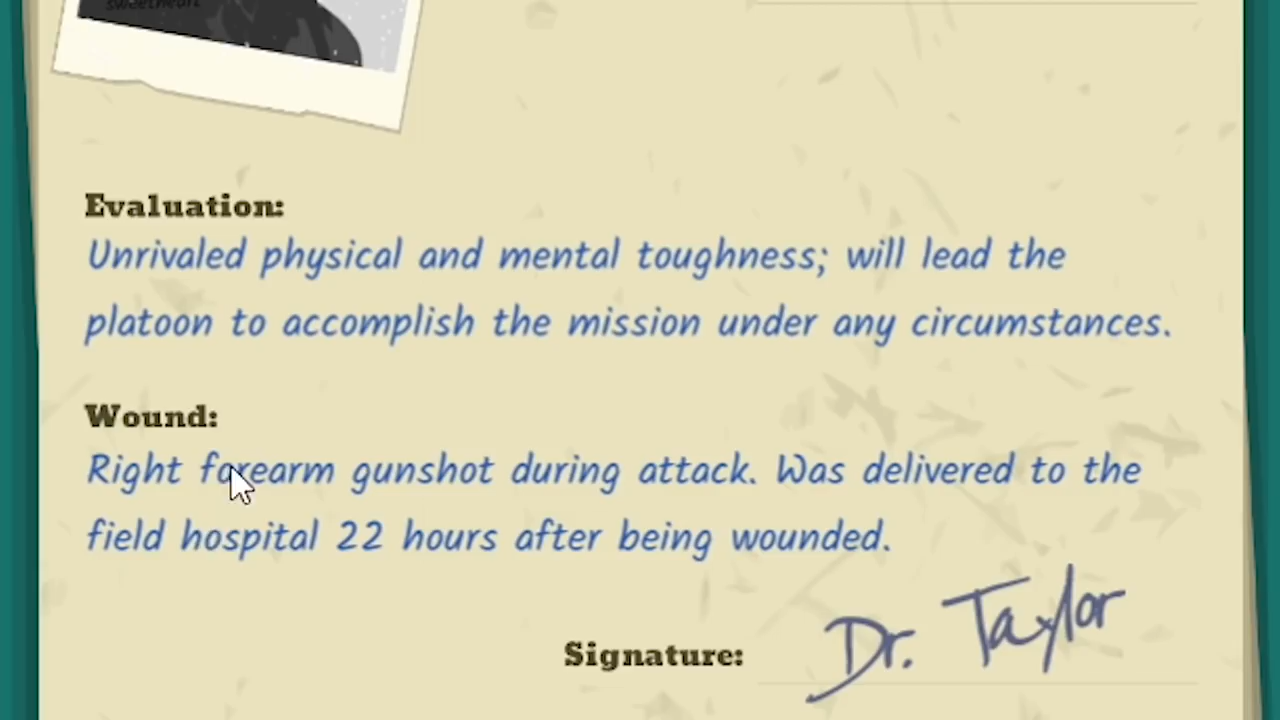 sweetheart
Evaluation:
Unrivaled physical and mental toughness; will lead the
platoon to accomplish the mission under any circumstances.
Wound:
Right forearm gunshot during attack. Was delivered to the
field hospital 22 hours after being wounded.
Signature: Dr. Taylor